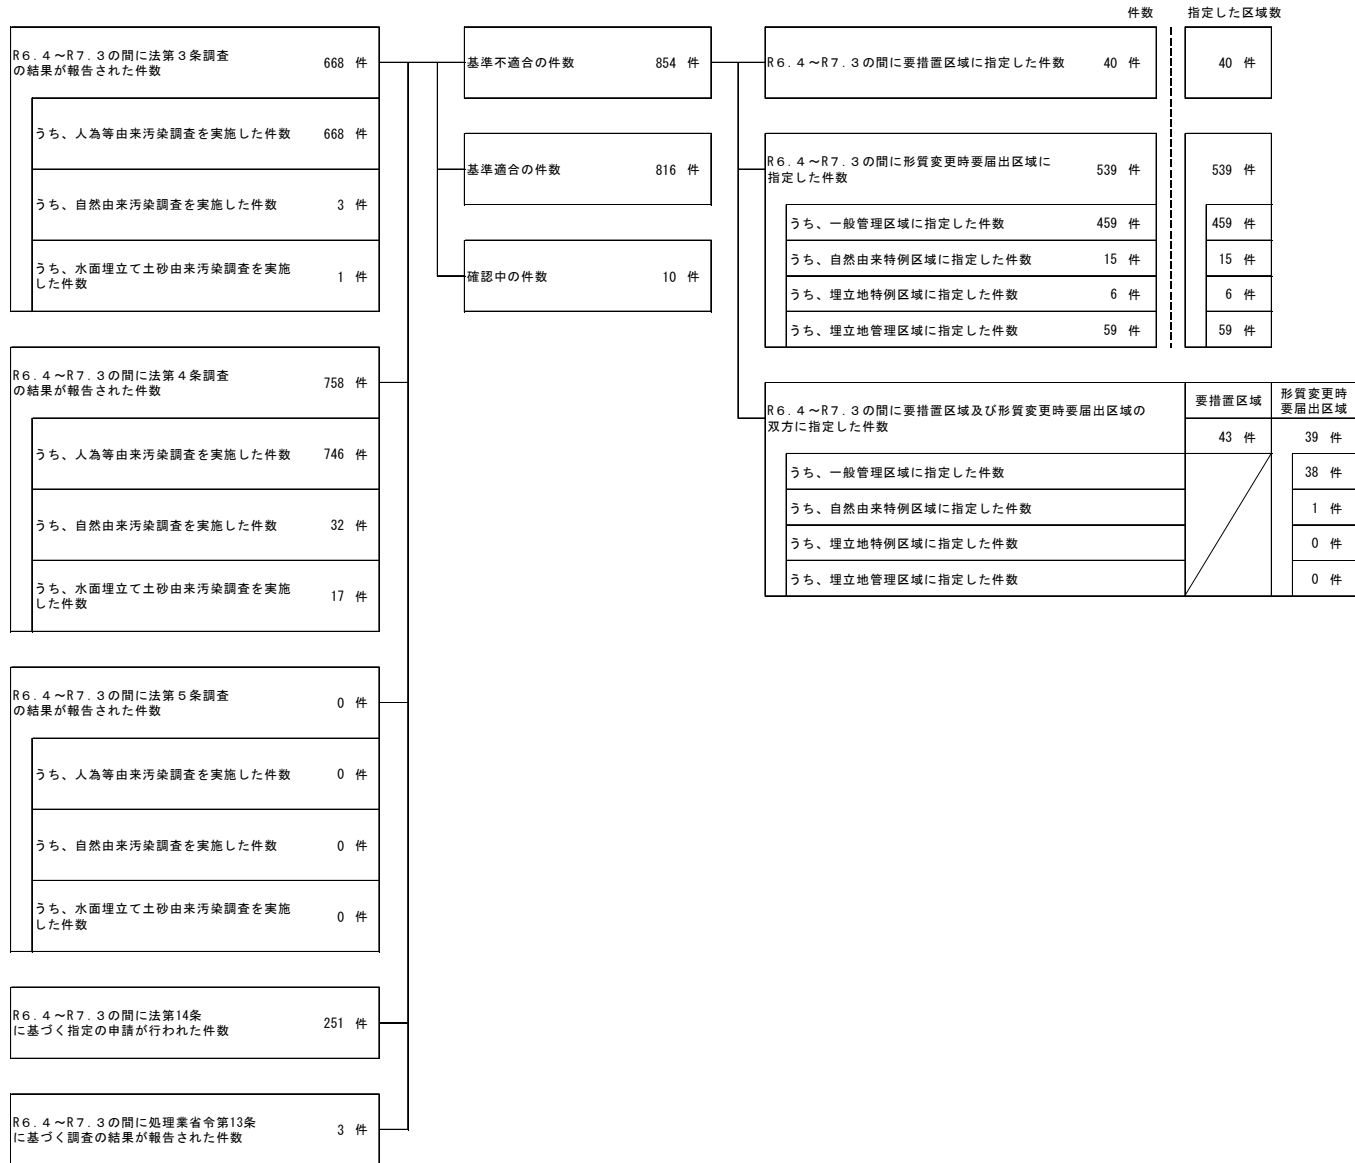 件数　指定した区域数
R6.4～R7.3の間に法第3条調査
の結果が報告された件数　668 件
うち、人為等由来汚染調査を実施した件数　668 件
うち、自然由来汚染調査を実施した件数　3 件
うち、水面埋立て土砂由来汚染調査を実施
した件数　1 件
R6.4～R7.3の間に法第4条調査
の結果が報告された件数　758 件
うち、人為等由来汚染調査を実施した件数　746 件
うち、自然由来汚染調査を実施した件数　32 件
うち、水面埋立て土砂由来汚染調査を実施
した件数　17 件
R6.4～R7.3の間に法第5条調査
の結果が報告された件数　0 件
うち、人為等由来汚染調査を実施した件数　0 件
うち、自然由来汚染調査を実施した件数　0 件
うち、水面埋立て土砂由来汚染調査を実施
した件数　0 件
R6.4～R7.3の間に法第14条
に基づく指定の申請が行われた件数　251 件
R6.4～R7.3の間に処理業省令第13条
に基づく調査の結果が報告された件数　3 件
基準不適合の件数　854 件
基準適合の件数　816 件
確認中の件数　10 件
R6.4～R7.3の間に要措置区域に指定した件数　40 件　40 件
R6.4～R7.3の間に形質変更時要届出区域に
指定した件数　539 件　539 件
うち、一般管理区域に指定した件数　459 件　459 件
うち、自然由来特例区域に指定した件数　15 件　15 件
うち、埋立地特例区域に指定した件数　6 件　6 件
うち、埋立地管理区域に指定した件数　59 件　59 件
R6.4～R7.3の間に要措置区域及び形質変更時要届出区域の
双方に指定した件数
要措置区域　形質変更時
要届出区域
43 件　39 件
うち、一般管理区域に指定した件数　38 件
うち、自然由来特例区域に指定した件数　1 件
うち、埋立地特例区域に指定した件数　0 件
うち、埋立地管理区域に指定した件数　0 件